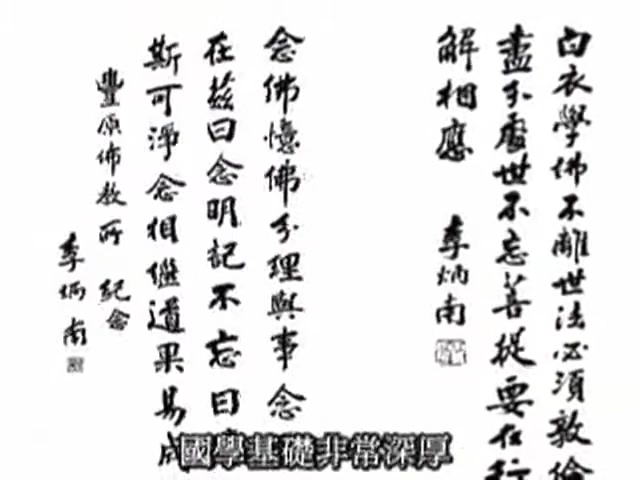 白衣學佛不離世法必須敦倫
盡分處世不忘菩提要在行
解相應
李炳南
念佛憶佛分理與事念
在茲曰念明記不忘曰
斯可淨念相繼道果易成
豐原佛教所 紀念
李炳南
國學基礎非常深厚